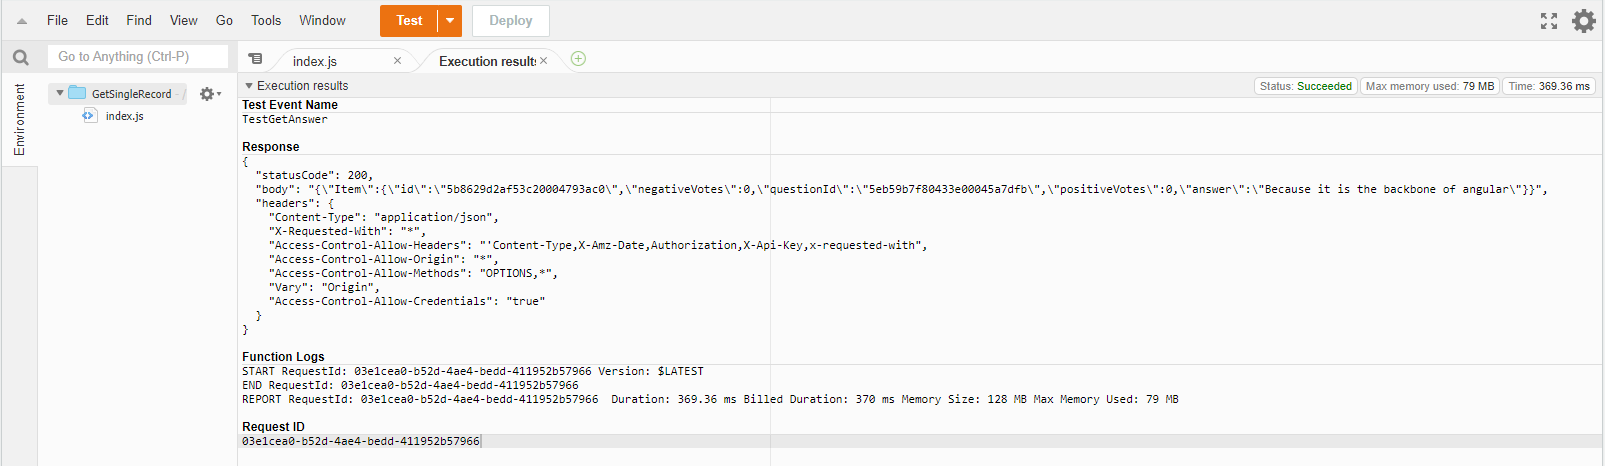 File Edit Find View Go Tools Window Test Deploy
Go to Anything (Ctrl-P)
index.js Execution results
Environment
GetSingleRecord - /
index.js
Execution results Status: Succeeded Max memory used: 79 MB Time: 369.36 ms
Test Event Name
TestGetAnswer
Response
{
"statusCode": 200,
"body": "{\"Item\":{\"id\":\"5b8629d2af53c20004793ac0\",\"negativeVotes\":0,\"questionId\":\"5eb59b7f80433e00045a7dfb\",\"positiveVotes\":0,\"answer\":\"Because it is the backbone of angular\"}}",
"headers": {
"Content-Type": "application/json",
"X-Requested-With": "*",
"Access-Control-Allow-Headers": "'Content-Type,X-Amz-Date,Authorization,X-Api-Key,x-requested-with",
"Access-Control-Allow-Origin": "*",
"Access-Control-Allow-Methods": "OPTIONS,*",
"Vary": "Origin",
"Access-Control-Allow-Credentials": "true"
}
}
Function Logs
START RequestId: 03e1cea0-b52d-4ae4-bedd-411952b57966 Version: $LATEST
END RequestId: 03e1cea0-b52d-4ae4-bedd-411952b57966
REPORT RequestId: 03e1cea0-b52d-4ae4-bedd-411952b57966 Duration: 369.36 ms Billed Duration: 370 ms Memory Size: 128 MB Max Memory Used: 79 MB
Request ID
03e1cea0-b52d-4ae4-bedd-411952b57966